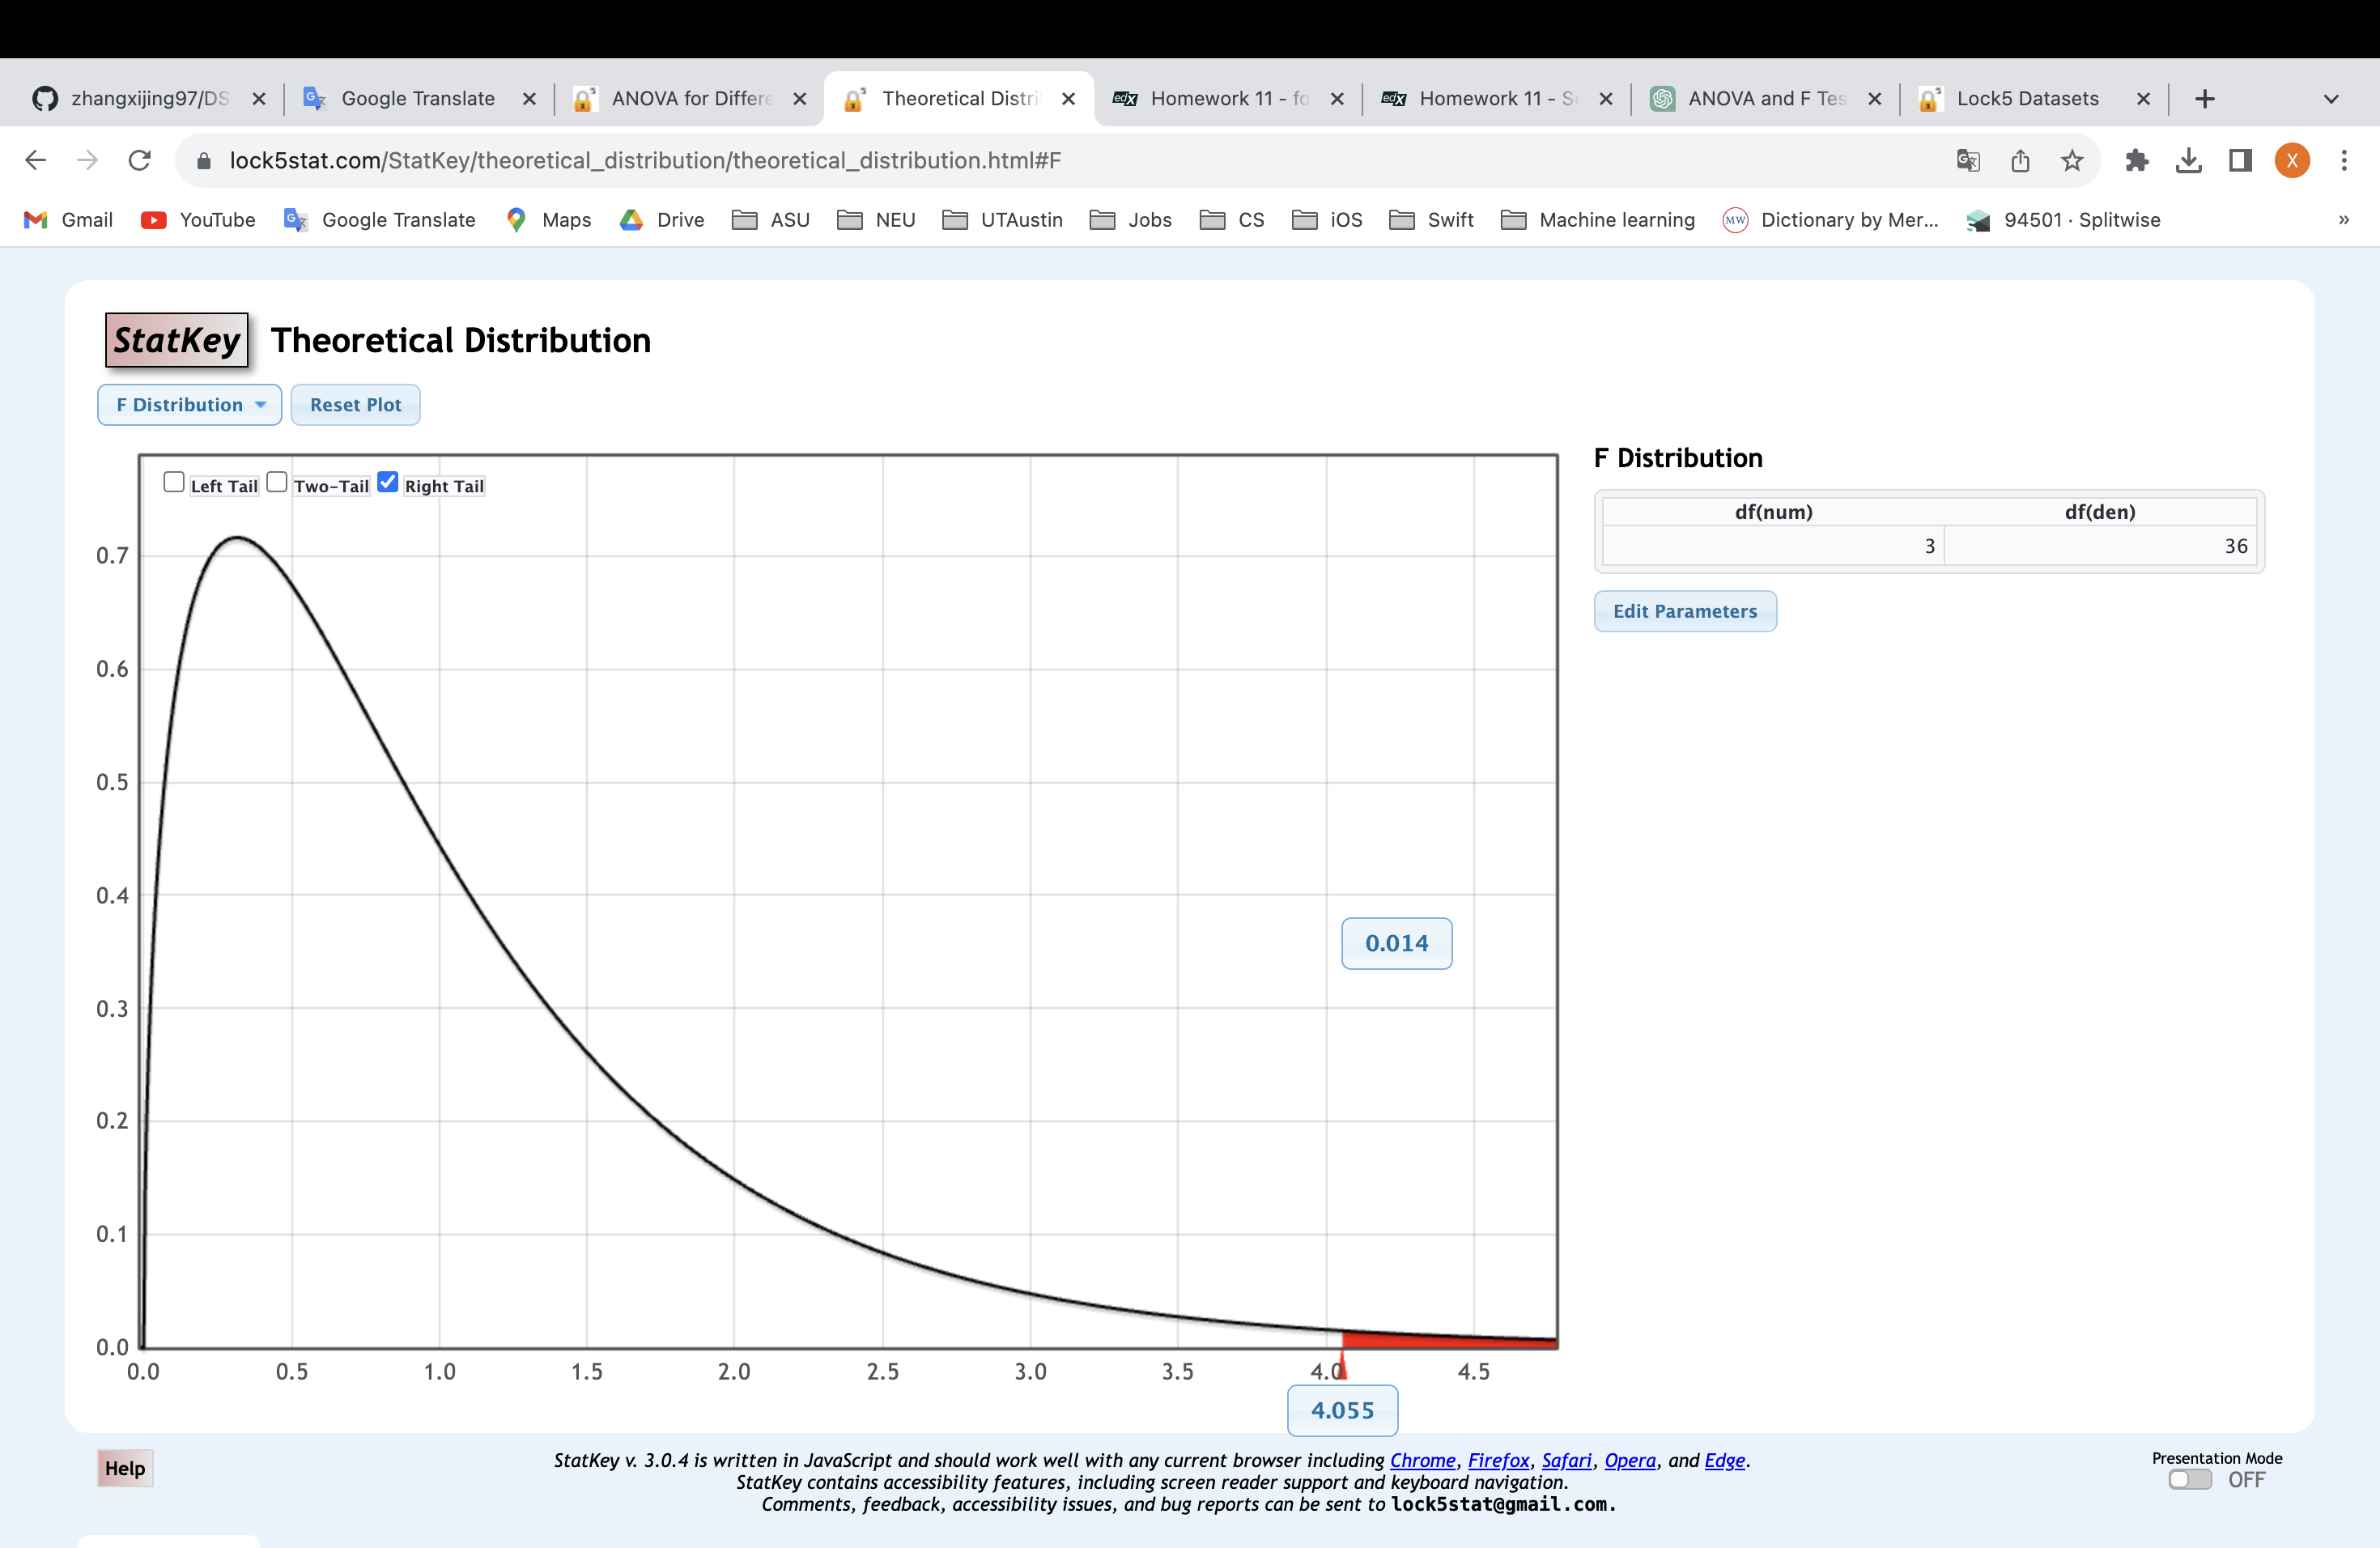 zhangxijing97/DS
Google Translate
ANOVA for Differe
Theoretical Distri
edX Homework 11 - fo
edX Homework 11 - So
ANOVA and F Tes
Lock5 Datasets
lock5stat.com/StatKey/theoretical_distribution/theoretical_distribution.html#F
X
Gmail YouTube Google Translate Maps Drive ASU NEU UTAustin Jobs CS iOS Swift Machine learning MW Dictionary by Mer... 94501 · Splitwise »
StatKey Theoretical Distribution
F Distribution Reset Plot
Left Tail Two-Tail Right Tail
0.7
0.6
0.5
0.4
0.3
0.2
0.1
0.0
0.014
0.0 0.5 1.0 1.5 2.0 2.5 3.0 3.5 4.0 4.5
4.055
F Distribution
df(num) df(den)
3 36
Edit Parameters
Help
StatKey v. 3.0.4 is written in JavaScript and should work well with any current browser including Chrome, Firefox, Safari, Opera, and Edge.
StatKey contains accessibility features, including screen reader support and keyboard navigation.
Comments, feedback, accessibility issues, and bug reports can be sent to lock5stat@gmail.com.
Presentation Mode
OFF